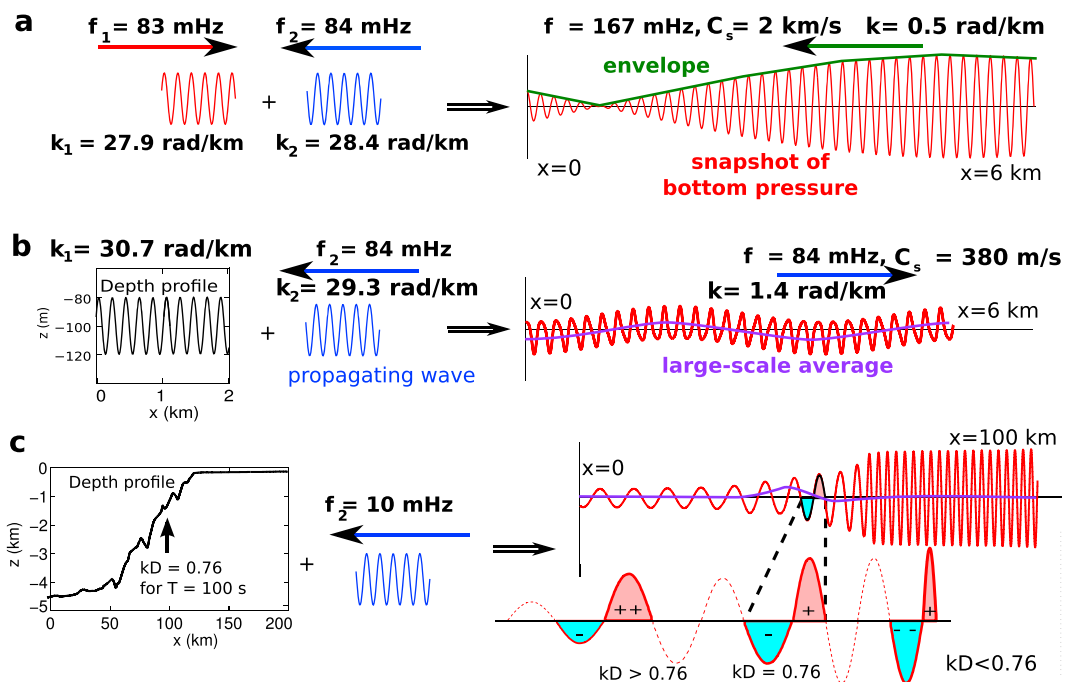 a
f1 = 83 mHz
f2 = 84 mHz
+
k1 = 27.9 rad/km
k2 = 28.4 rad/km
f = 167 mHz, Cs = 2 km/s k= 0.5 rad/km
envelope
x=0
snapshot of
bottom pressure
x=6 km
b
k1= 30.7 rad/km
f2= 84 mHz
k2= 29.3 rad/km
Depth profile
−80
−100
−120
z (m)
0 1 2
x (km)
+
propagating wave
f = 84 mHz, Cs = 380 m/s
k= 1.4 rad/km
x=0
x=6 km
large-scale average
c
Depth profile
0
−1
−2
−3
−4
−5
z (km)
kD = 0.76
for T = 100 s
0 50 100 150 200
x (km)
+
f2= 10 mHz
x=0
x=100 km
- ++ - + - - +
kD > 0.76
kD = 0.76
kD<0.76